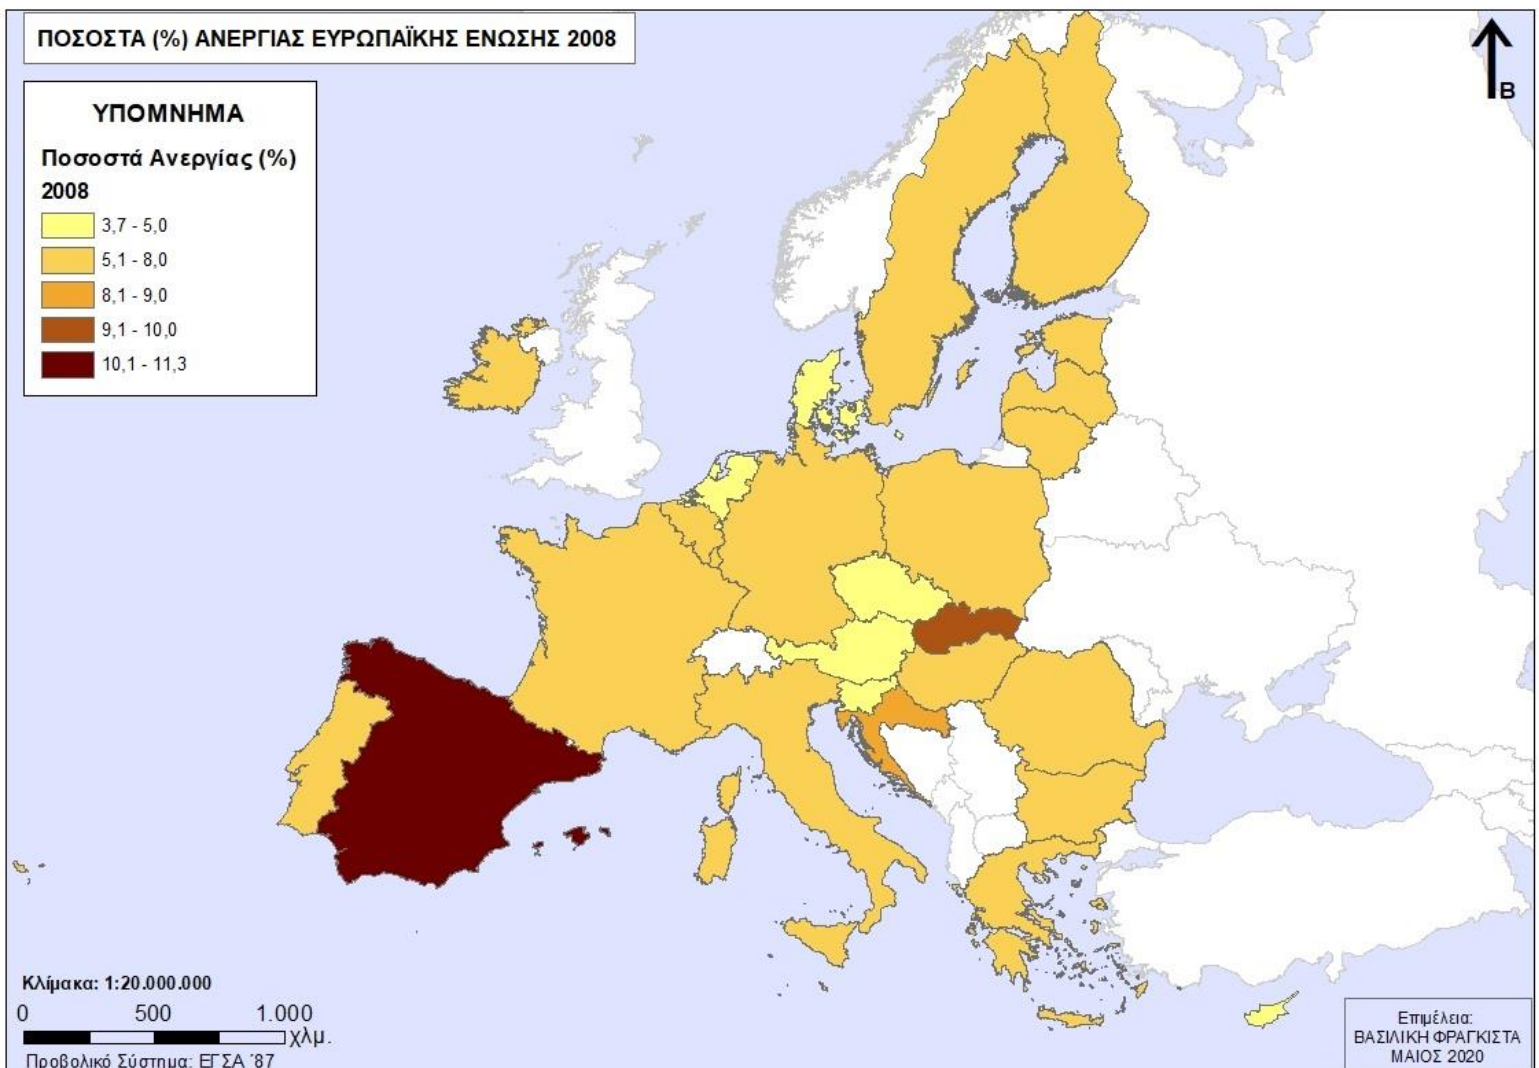 ΠΟΣΟΣΤΑ (%) ΑΝΕΡΓΙΑΣ ΕΥΡΩΠΑΪΚΗΣ ΕΝΩΣΗΣ 2008
Β
ΥΠΟΜΝΗΜΑ
Ποσοστά Ανεργίας (%)
2008
3,7 - 5,0
5,1 - 8,0
8,1 - 9,0
9,1 - 10,0
10,1 - 11,3
Κλίμακα: 1:20.000.000
0 500 1.000
χλμ.
Προβολικό Σύστημα: ΕΓΣΑ '87
Επιμέλεια:
ΒΑΣΙΛΙΚΗ ΦΡΑΓΚΙΣΤΑ
ΜΑΙΟΣ 2020